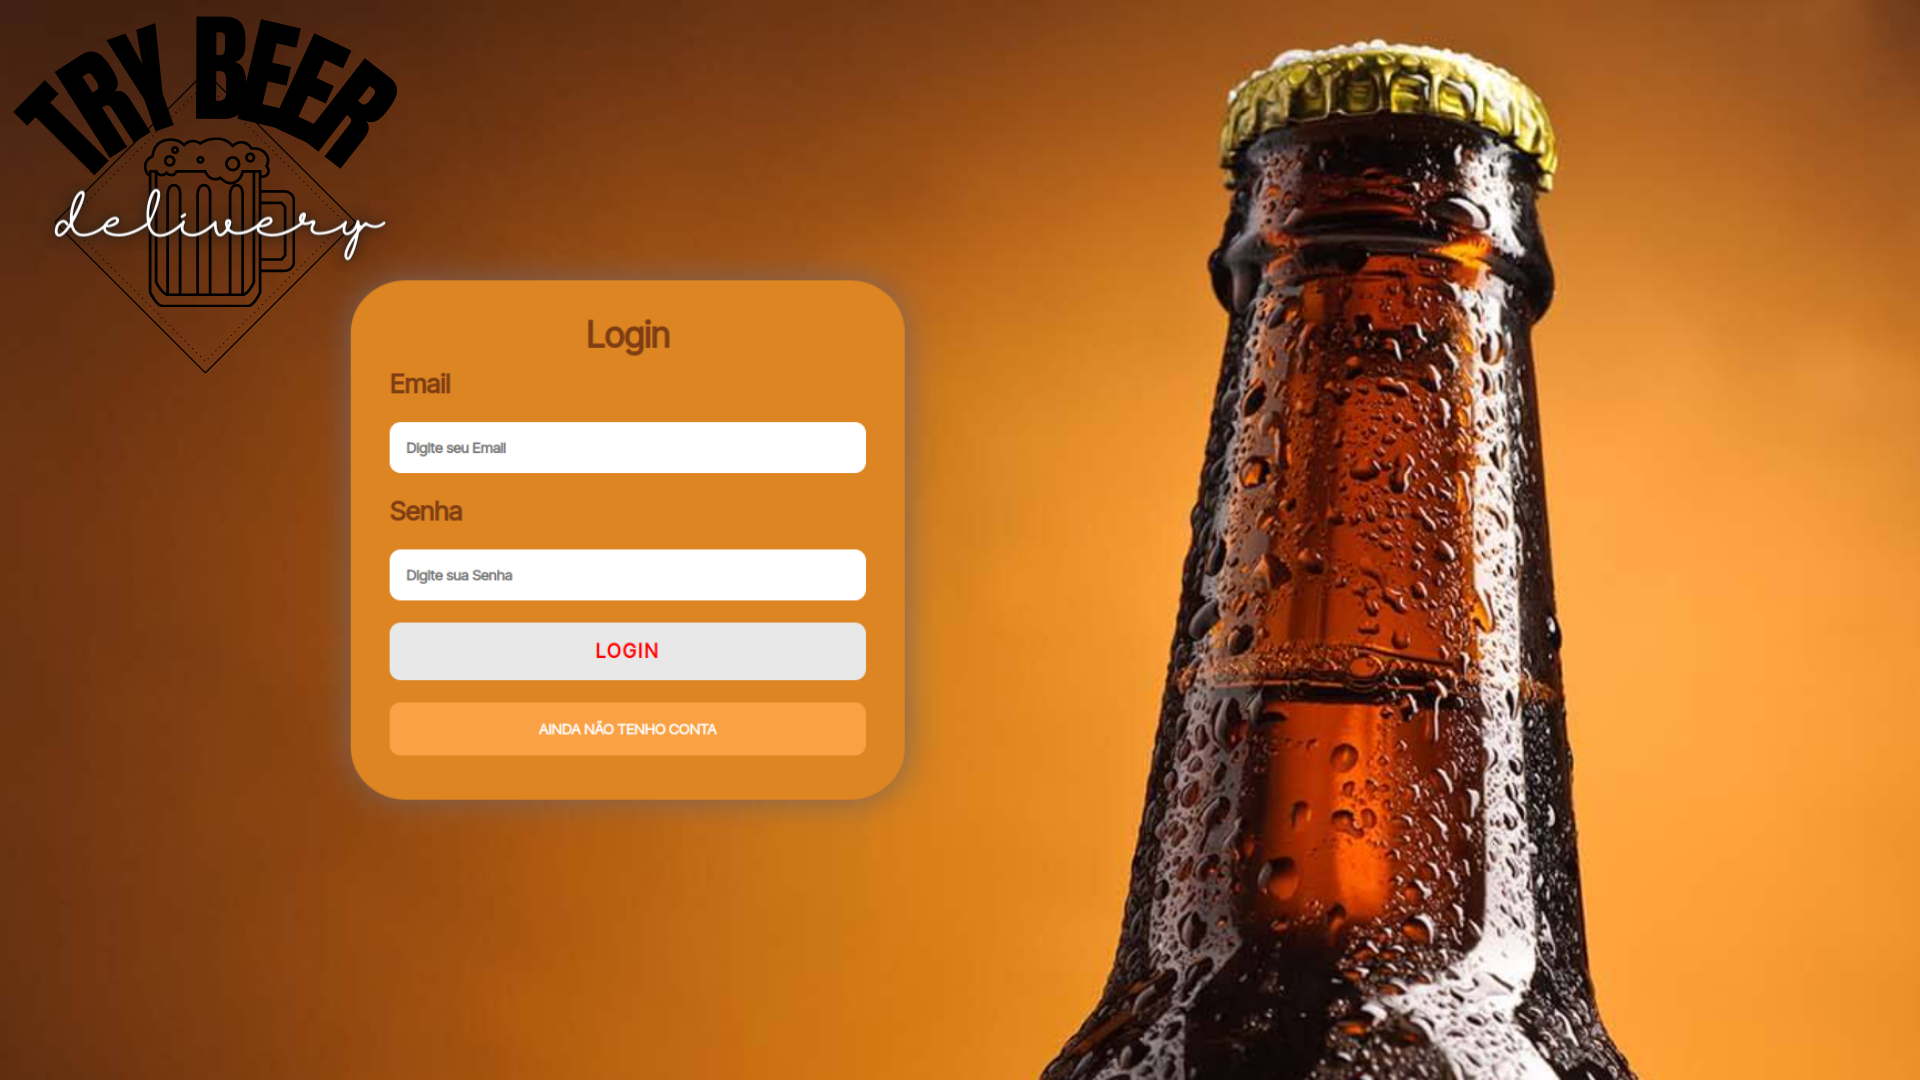 TRY BEER
delivery
Login
Email
Digite seu Email
Senha
Digite sua Senha
LOGIN
AINDA NÃO TENHO CONTA